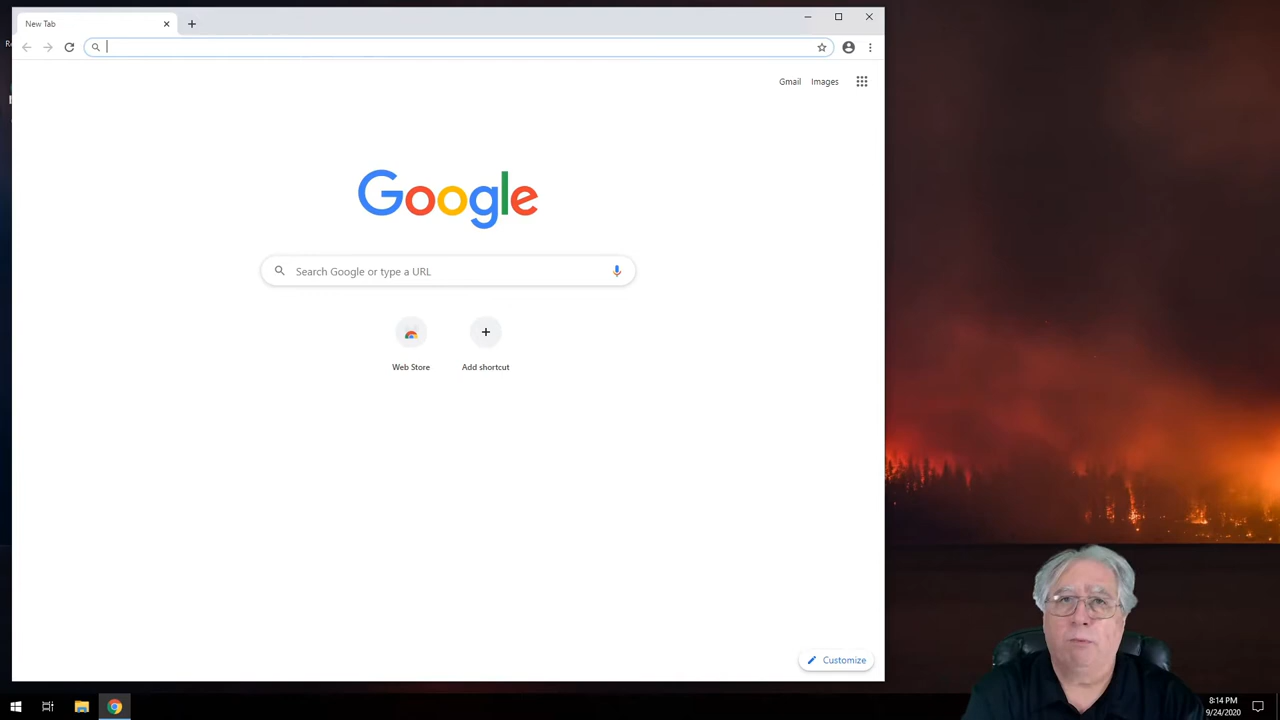 New Tab
Gmail Images
Google
Search Google or type a URL
Web Store
Add shortcut
Customize
8:14 PM
9/24/2020